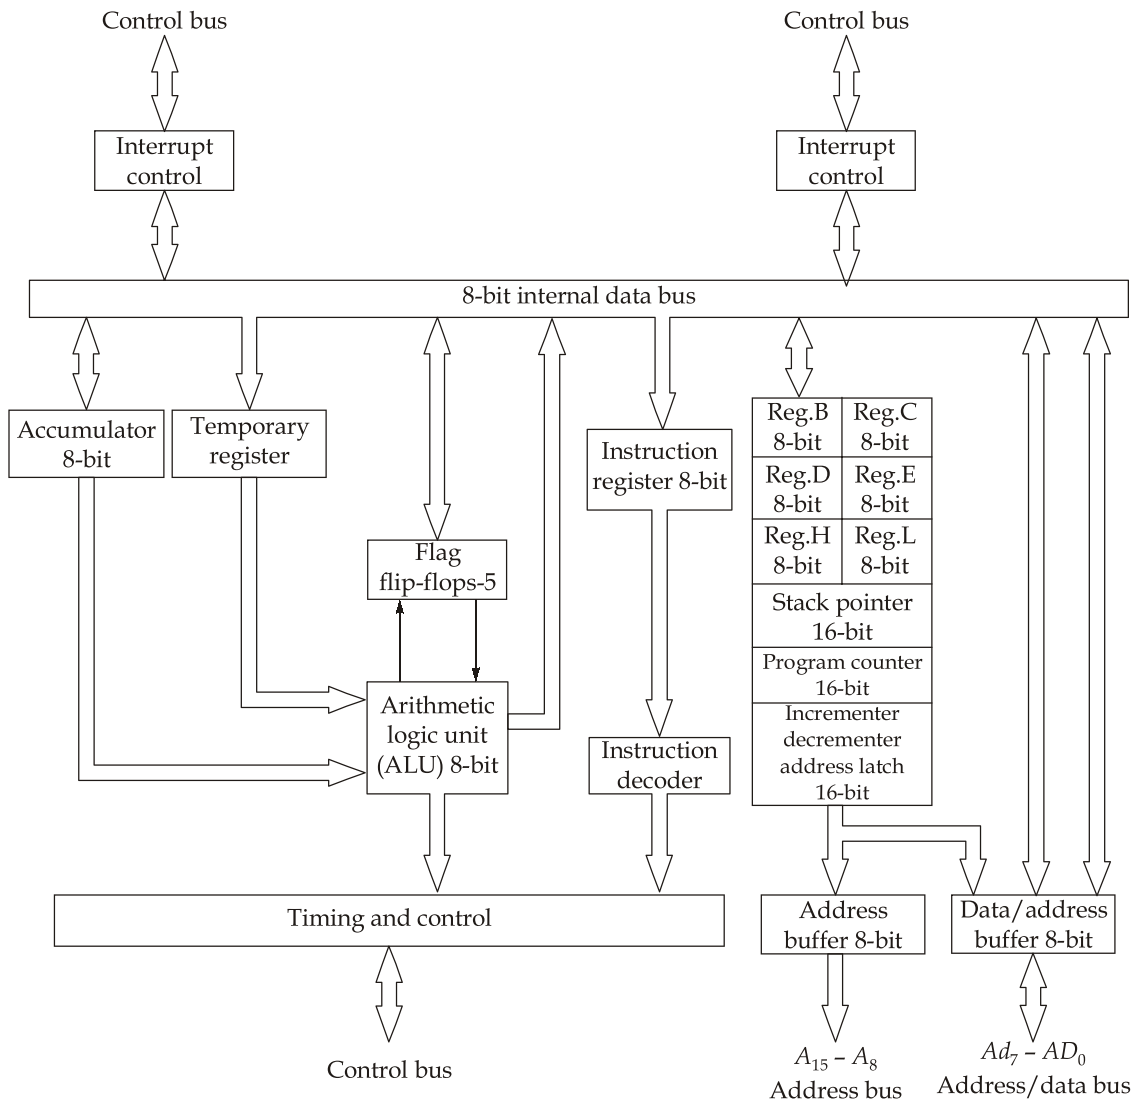 Control bus
Control bus
Interrupt
control
Interrupt
control
8-bit internal data bus
Accumulator
8-bit
Temporary
register
Instruction
register 8-bit
Reg.B
8-bit
Reg.C
8-bit
Reg.D
8-bit
Reg.E
8-bit
Reg.H
8-bit
Reg.L
8-bit
Flag
flip-flops-5
Stack pointer
16-bit
Program counter
16-bit
Arithmetic
logic unit
(ALU) 8-bit
Instruction
decoder
Incrementer
decrementer
address latch
16-bit
Timing and control
Address
buffer 8-bit
Data/address
buffer 8-bit
Control bus
A15 – A8
Address bus
Ad7 – AD0
Address/data bus